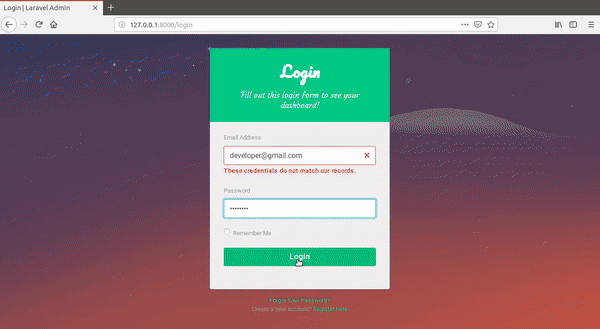 Login | Laravel Admin
127.0.0.1:8000/login
Login
Fill out this login form to see your
dashboard!
Email Address
developer@gmail.com
These credentials do not match our records.
Password
••••••••
Remember Me
Login
Forgot Your Password?
Create a new account? Register here